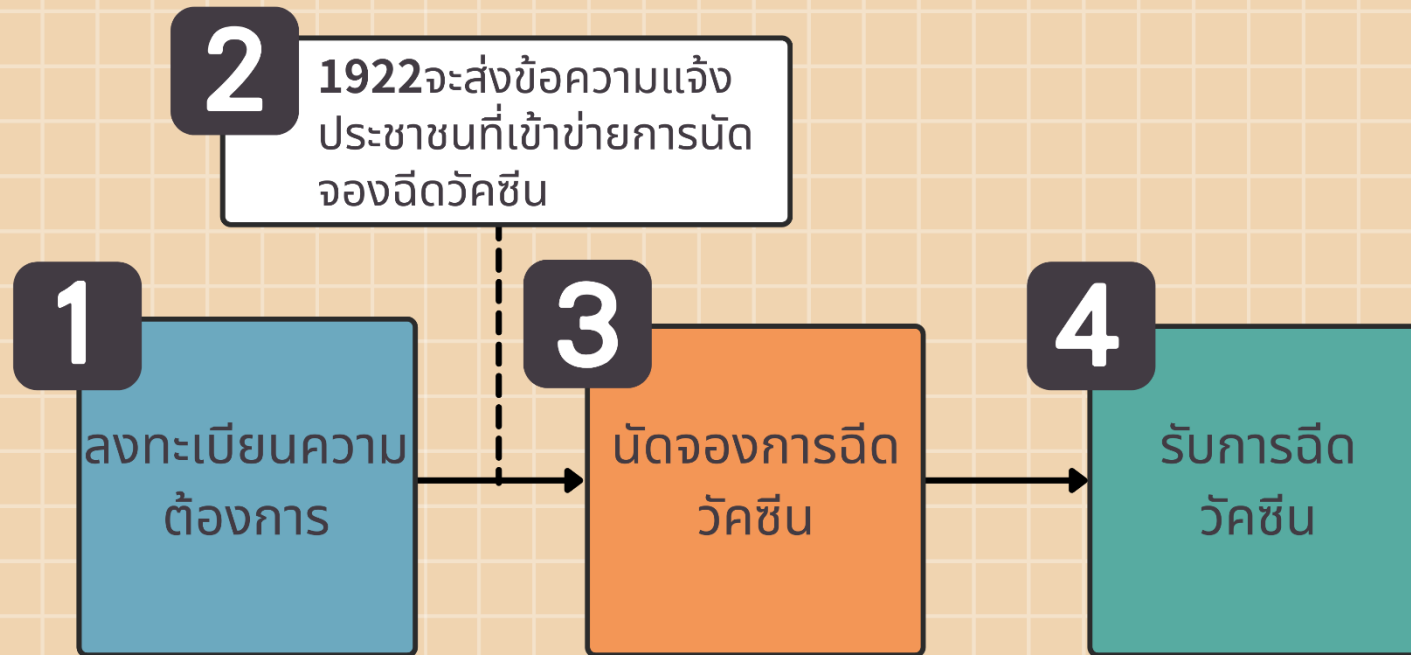 2
1922จะส่งข้อความแจ้ง
ประชาชนที่เข้าข่ายการนัด
จองฉีดวัคซีน
1
ลงทะเบียนความ
ต้องการ
3
นัดจองการฉีด
วัคซีน
4
รับการฉีด
วัคซีน